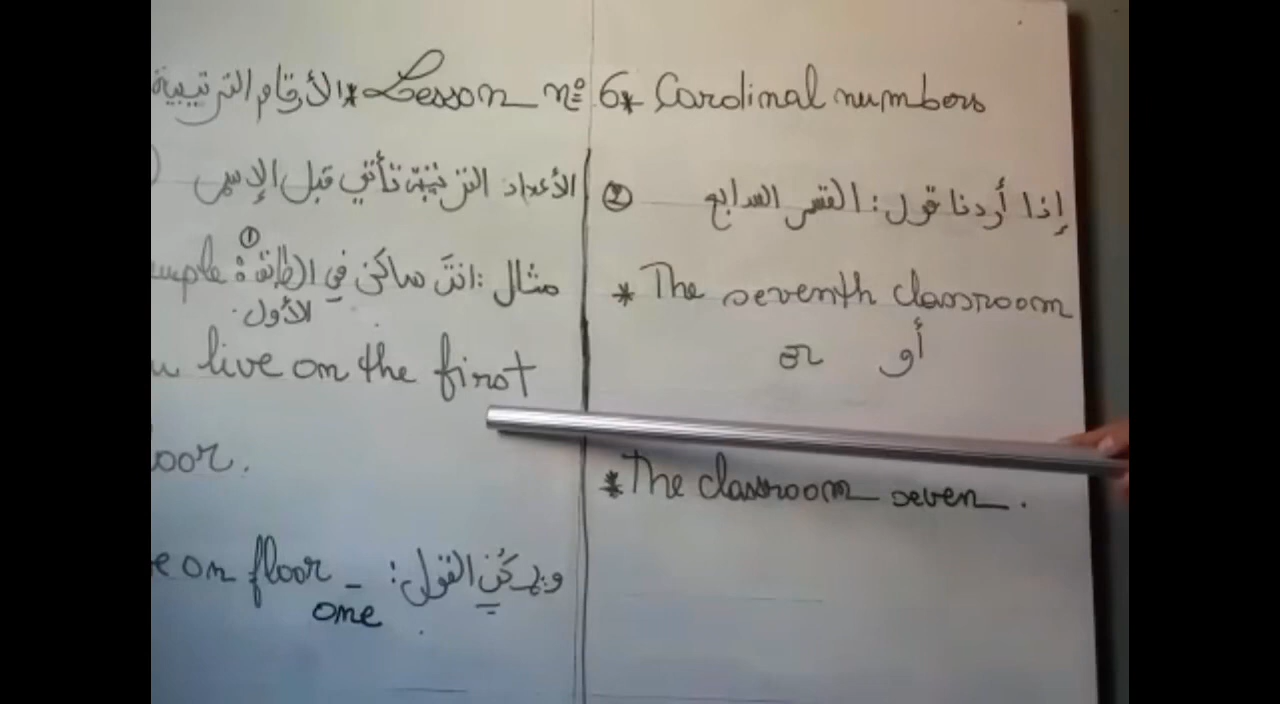 الأرقام الترتيبية * Lesson n° 6 * Cardinal numbers
الأعداد الترتيبية تأتي قبل الإسم
مثال : انتَ ساكن في الطابق ①
الأول
live on the first
oor.
ويمكن القول : e on floor _
one .
② إذا أردنا قول : القسم السابع
* The seventh classroom
or أو
* The classroom seven .